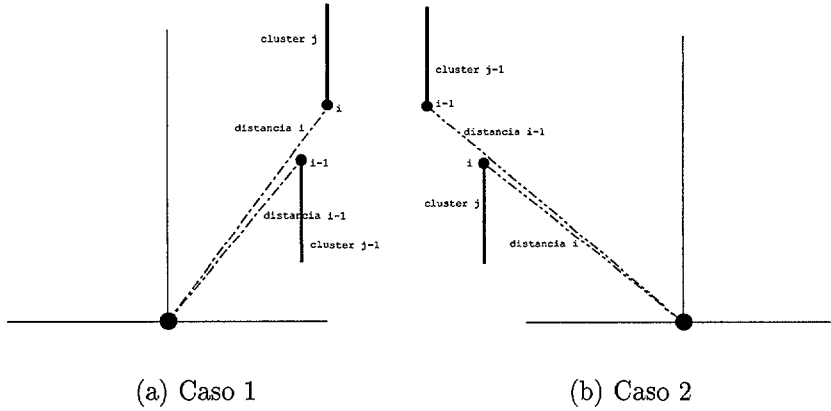 cluster j
i
distancia i
i-1
distancia i-1
cluster j-1
(a) Caso 1
cluster j-1
i-1
distancia i-1
i
cluster j
distancia i
(b) Caso 2